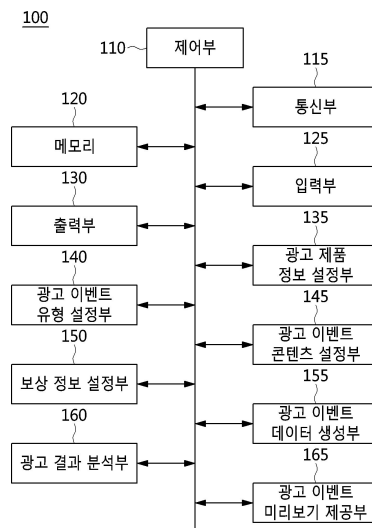 100
110
제어부
115
통신부
120
메모리
125
입력부
130
출력부
135
광고 제품
정보 설정부
140
광고 이벤트
유형 설정부
145
광고 이벤트
콘텐츠 설정부
150
보상 정보 설정부
155
광고 이벤트
데이터 생성부
160
광고 결과 분석부
165
광고 이벤트
미리보기 제공부